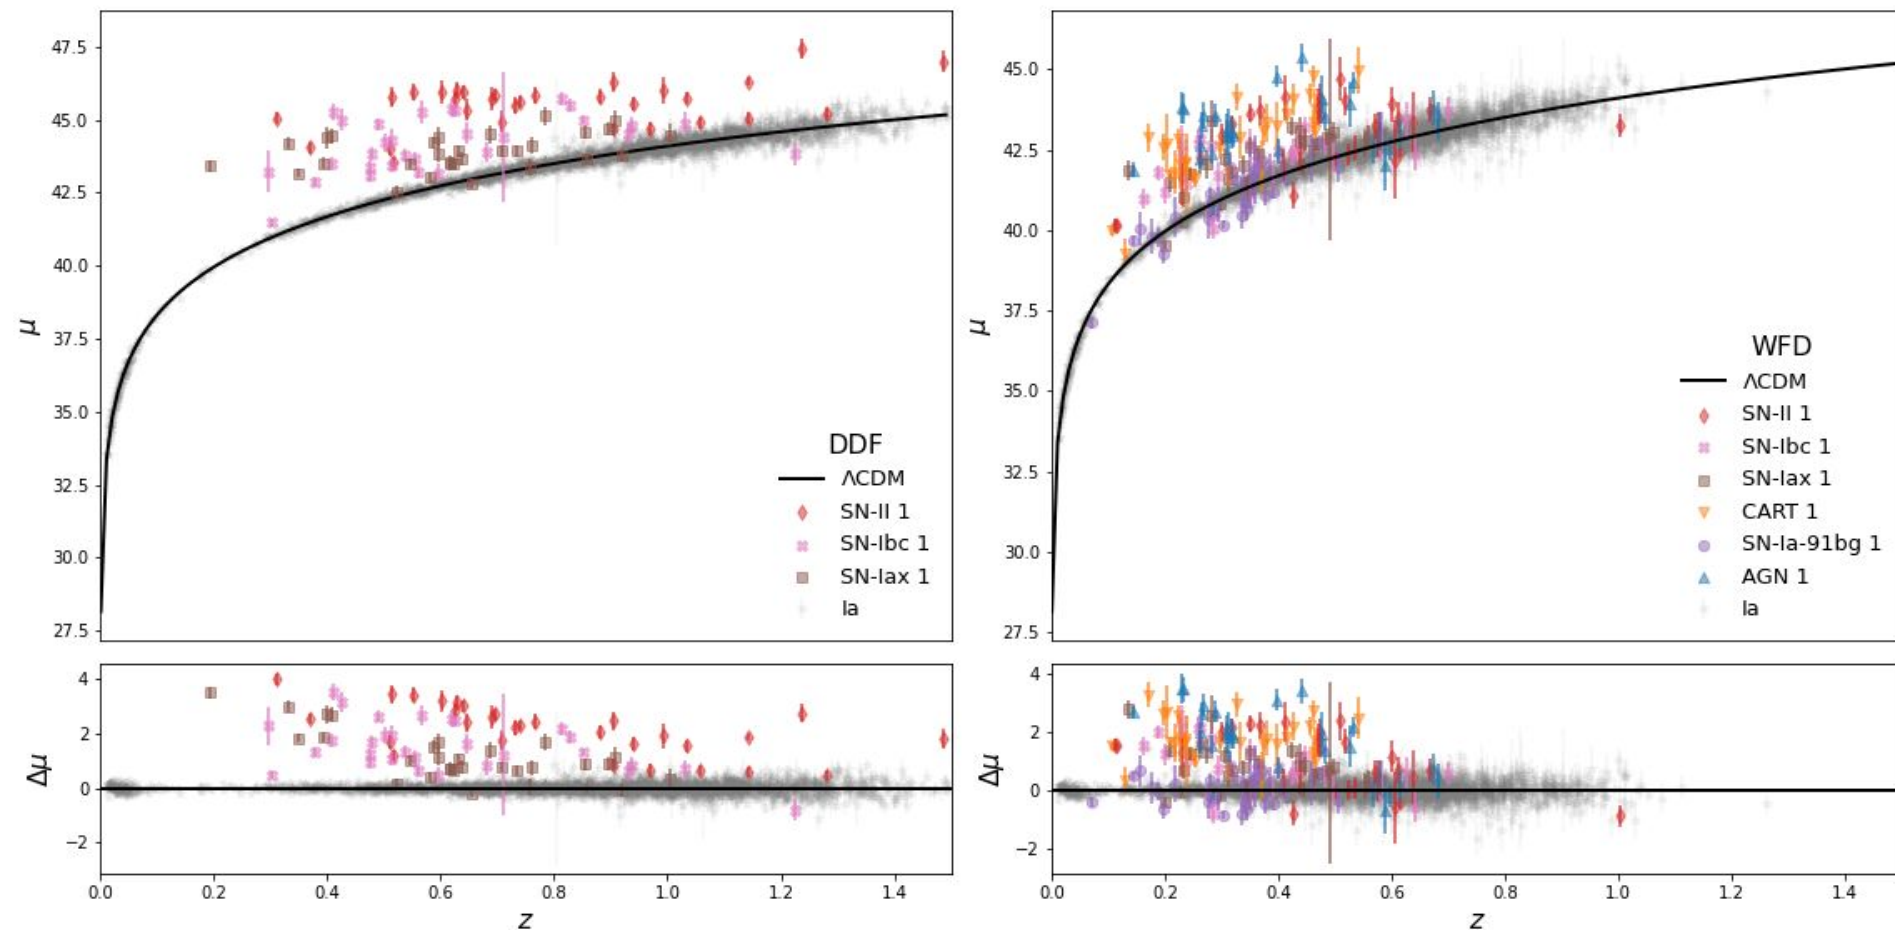 47.5
45.0
42.5
40.0
37.5
35.0
32.5
30.0
27.5
μ
DDF
ΛCDM
SN-II 1
SN-Ibc 1
SN-Iax 1
Ia
4
2
0
−2
Δμ
0.0 0.2 0.4 0.6 0.8 1.0 1.2 1.4
z
45.0
42.5
40.0
37.5
35.0
32.5
30.0
27.5
μ
WFD
ΛCDM
SN-II 1
SN-Ibc 1
SN-Iax 1
CART 1
SN-Ia-91bg 1
AGN 1
Ia
4
2
0
−2
Δμ
0.0 0.2 0.4 0.6 0.8 1.0 1.2 1.4
z